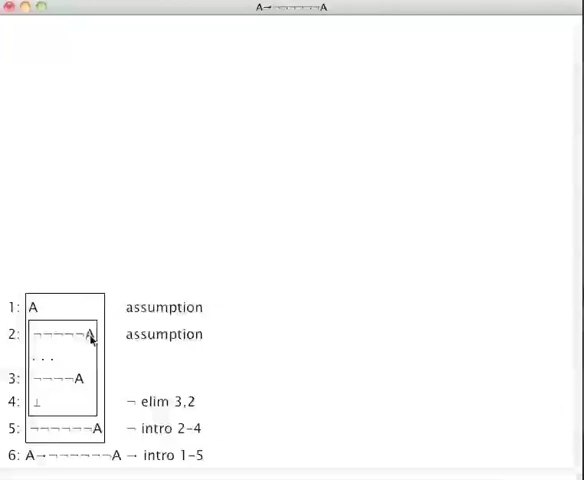 A→¬¬¬¬¬¬A
1: A assumption
2: ¬¬¬¬¬A assumption
...
3: ¬¬¬¬A
4: ⊥ ¬ elim 3,2
5: ¬¬¬¬¬¬A ¬ intro 2-4
6: A→¬¬¬¬¬¬A → intro 1-5